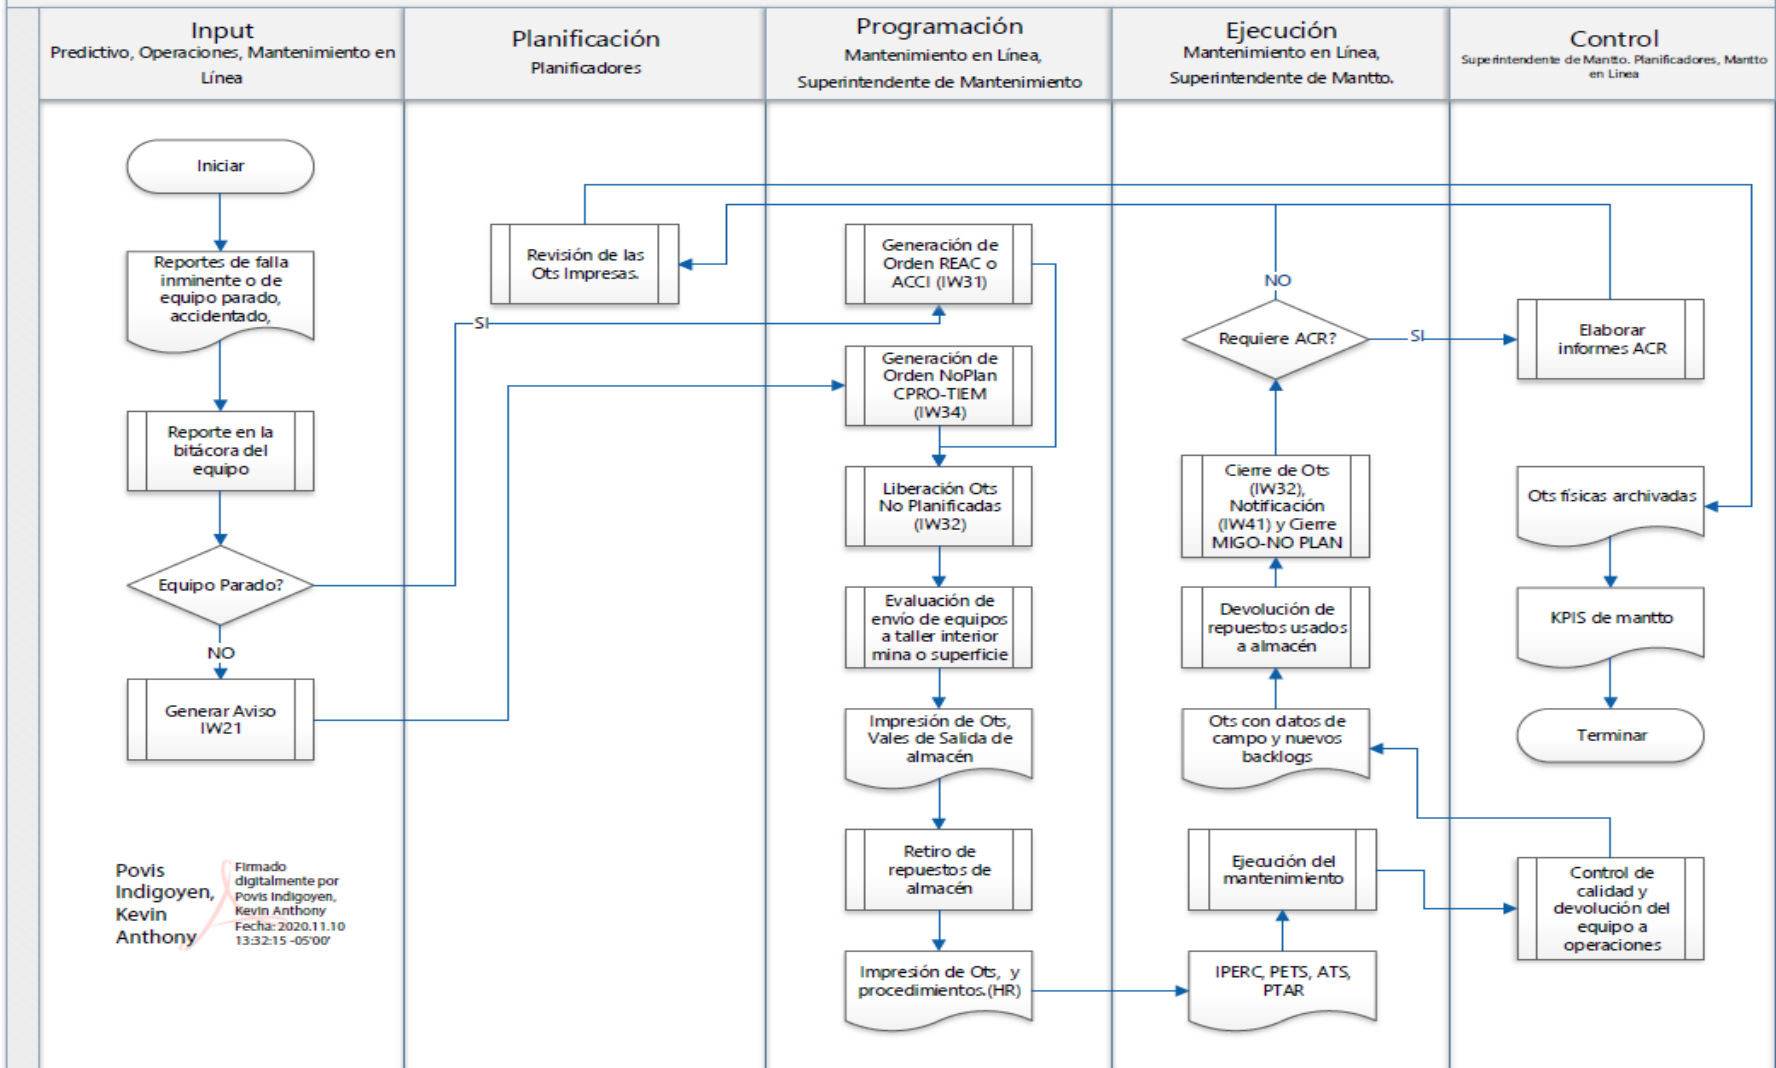 Input
Predictivo, Operaciones, Mantenimiento en
Línea
Planificación
Planificadores
Programación
Mantenimiento en Línea,
Superintendente de Mantenimiento
Ejecución
Mantenimiento en Línea,
Superintendente de Mantto.
Control
Superintendente de Mantto. Planificadores, Mantto
en Linea
Iniciar
Reportes de falla
inminente o de
equipo parado,
accidentado,
Reporte en la
bitácora del
equipo
Equipo Parado?
SI
NO
Generar Aviso
IW21
Povis
Indigoyen,
Kevin
Anthony
Firmado
digitalmente por
Povis Indigoyen,
Kevin Anthony
Fecha: 2020.11.10
13:32:15 -05'00'
Revisión de las
Ots Impresas.
Generación de
Orden REAC o
ACCI (IW31)
Generación de
Orden NoPlan
CPRO-TIEM
(IW34)
Liberación Ots
No Planificadas
(IW32)
Evaluación de
envío de equipos
a taller interior
mina o superficie
Impresión de Ots,
Vales de Salida de
almacén
Retiro de
repuestos de
almacén
Impresión de Ots, y
procedimientos.(HR)
NO
Requiere ACR?
SI
Cierre de Ots
(IW32),
Notificación
(IW41) y Cierre
MIGO-NO PLAN
Devolución de
repuestos usados
a almacén
Ots con datos de
campo y nuevos
backlogs
Ejecución del
mantenimiento
IPERC, PETS, ATS,
PTAR
Elaborar
informes ACR
Ots físicas archivadas
KPIS de mantto
Terminar
Control de
calidad y
devolución del
equipo a
operaciones